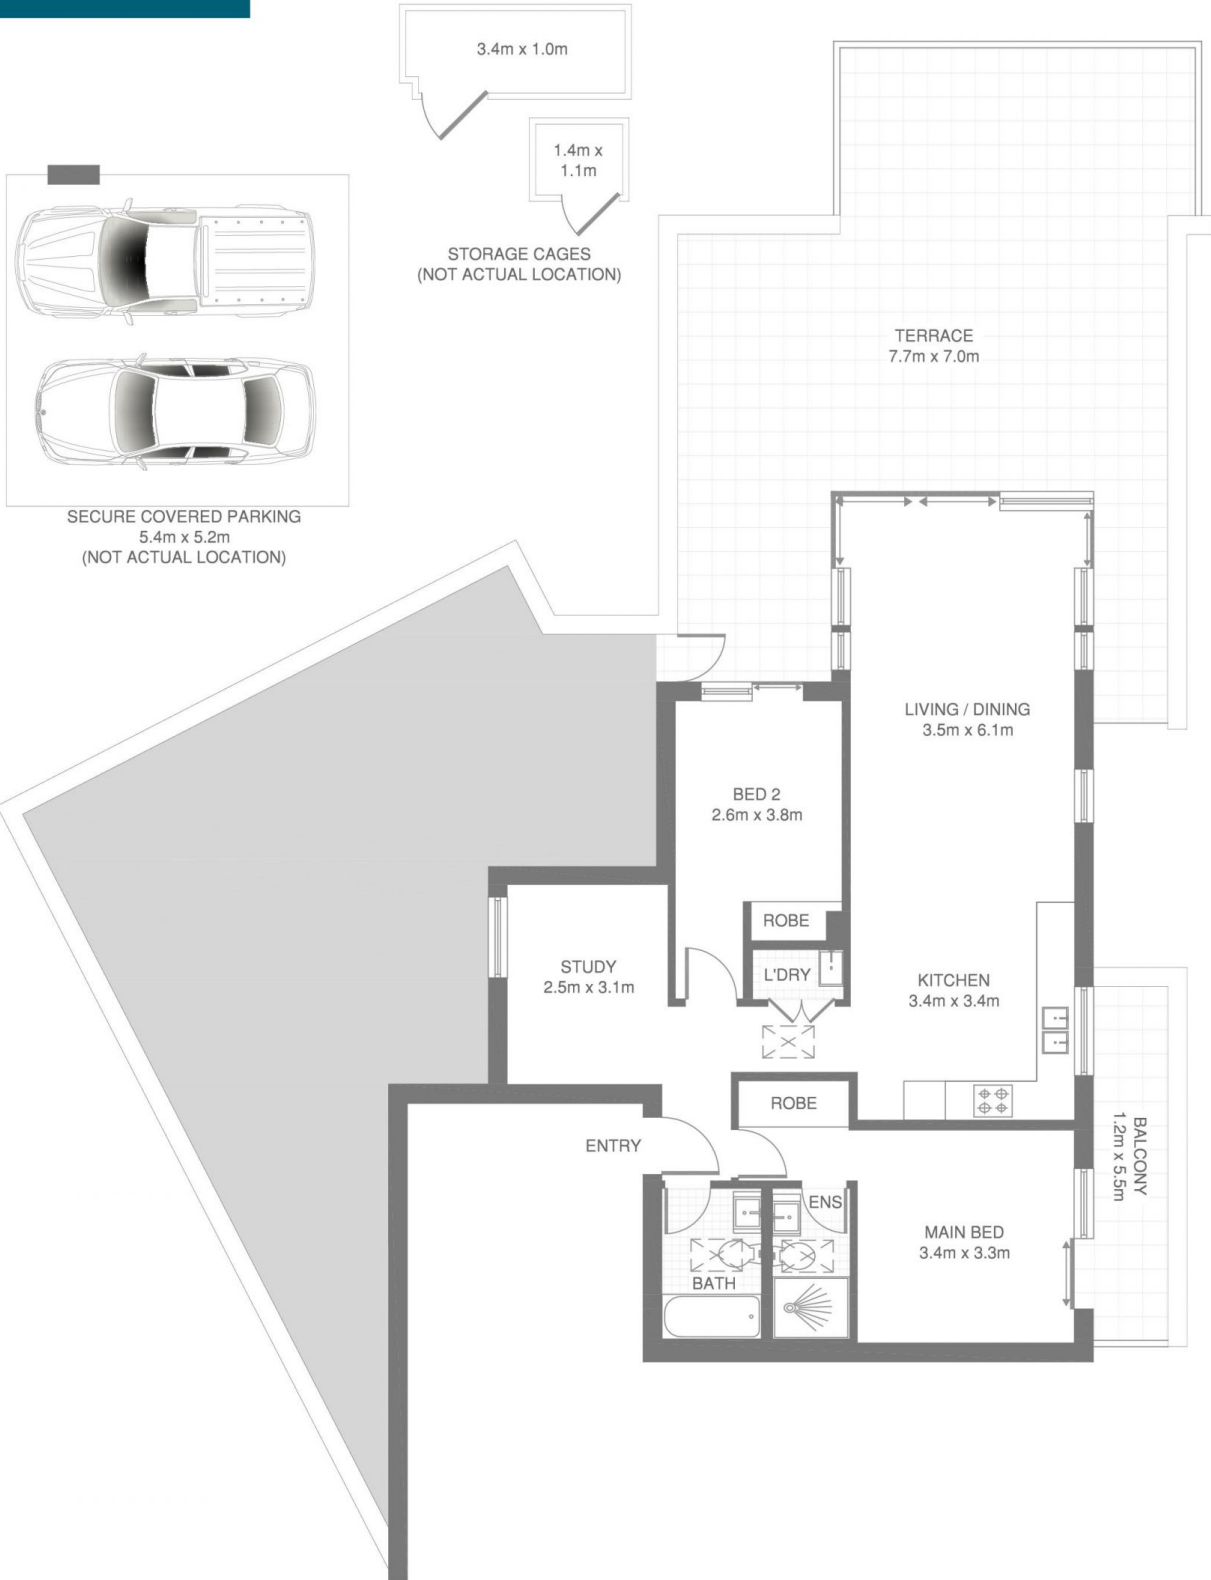 3.4m x 1.0m
1.4m x
1.1m
STORAGE CAGES
(NOT ACTUAL LOCATION)
TERRACE
7.7m x 7.0m
SECURE COVERED PARKING
5.4m x 5.2m
(NOT ACTUAL LOCATION)
LIVING / DINING
3.5m x 6.1m
BED 2
2.6m x 3.8m
ROBE
L'DRY
STUDY
2.5m x 3.1m
KITCHEN
3.4m x 3.4m
ROBE
ENTRY
BALCONY
1.2m x 5.5m
ENS
MAIN BED
3.4m x 3.3m
BATH